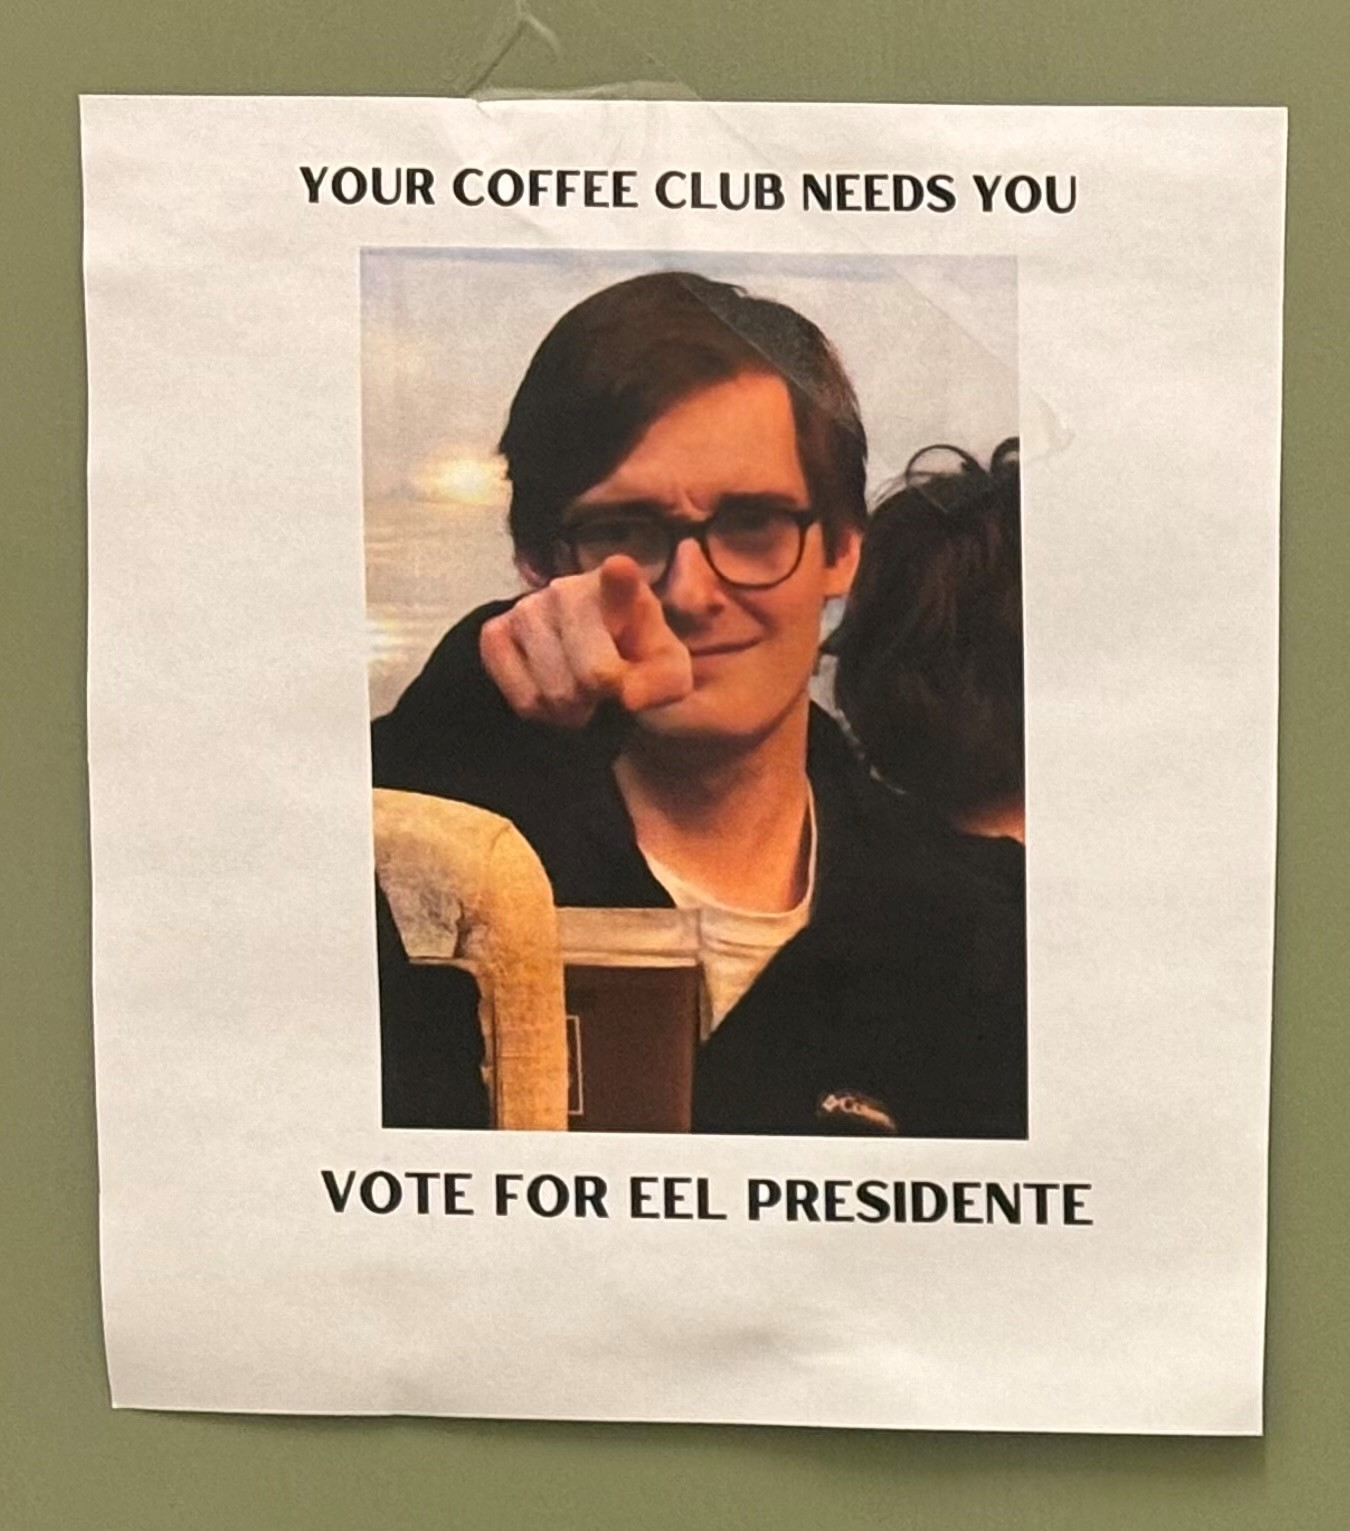 YOUR COFFEE CLUB NEEDS YOU
VOTE FOR EEL PRESIDENTE